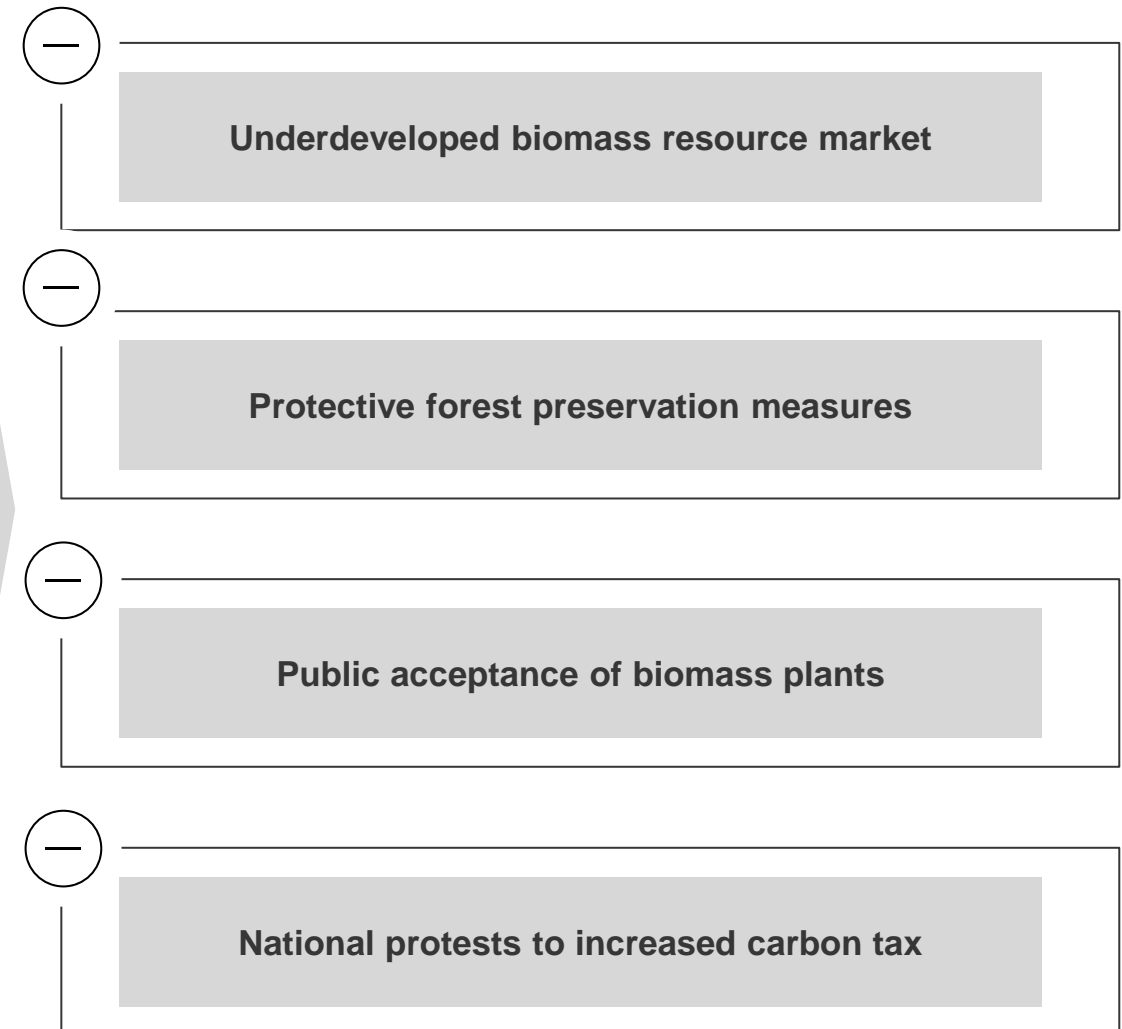 Underdeveloped biomass resource market
Protective forest preservation measures
Public acceptance of biomass plants
National protests to increased carbon tax